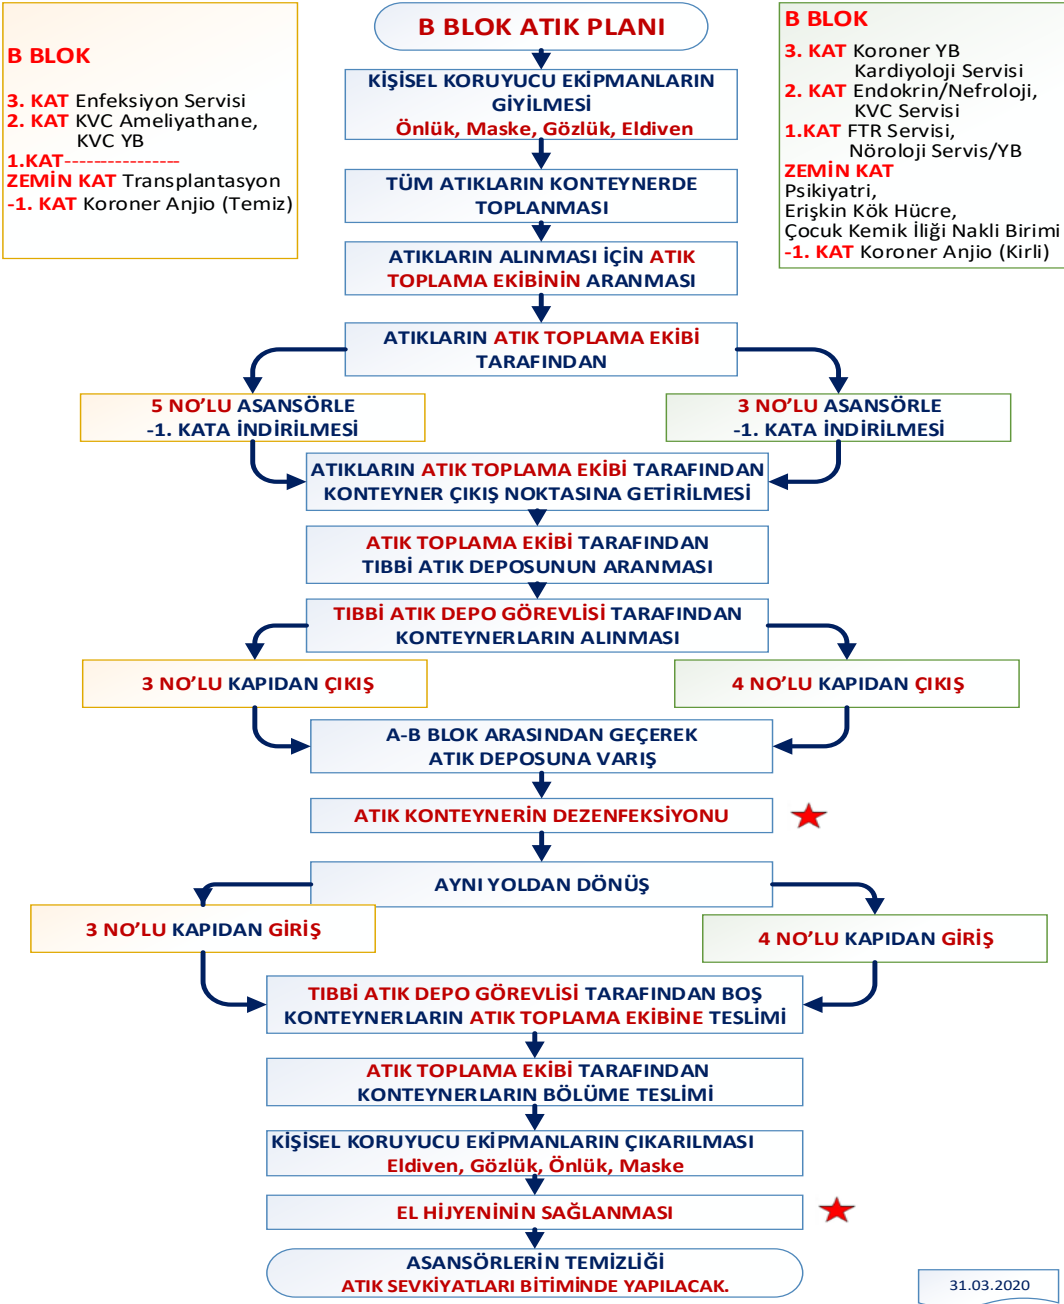 B BLOK ATIK PLANI
B BLOK
3. KAT Enfeksiyon Servisi
2. KAT KVC Ameliyathane,
KVC YB
1.KAT----------------
ZEMİN KAT Transplantasyon
-1. KAT Koroner Anjio (Temiz)
B BLOK
3. KAT Koroner YB
Kardiyoloji Servisi
2. KAT Endokrin/Nefroloji,
KVC Servisi
1.KAT FTR Servisi,
Nöroloji Servis/YB
ZEMİN KAT
Psikiyatri,
Erişkin Kök Hücre,
Çocuk Kemik İliği Nakli Birimi
-1. KAT Koroner Anjio (Kirli)
KİŞİSEL KORUYUCU EKİPMANLARIN
GİYİLMESİ
Önlük, Maske, Gözlük, Eldiven
TÜM ATIKLARIN KONTEYNERDE
TOPLANMASI
ATIKLARIN ALINMASI İÇİN ATIK
TOPLAMA EKİBİNİN ARANMASI
ATIKLARIN ATIK TOPLAMA EKİBİ
TARAFINDAN
5 NO’LU ASANSÖRLE
-1. KATA İNDİRİLMESİ
3 NO’LU ASANSÖRLE
-1. KATA İNDİRİLMESİ
ATIKLARIN ATIK TOPLAMA EKİBİ TARAFINDAN
KONTEYNER ÇIKIŞ NOKTASINA GETİRİLMESİ
ATIK TOPLAMA EKİBİ TARAFINDAN
TIBBİ ATIK DEPOSUNUN ARANMASI
TIBBİ ATIK DEPO GÖREVLİSİ TARAFINDAN
KONTEYNERLARIN ALINMASI
3 NO’LU KAPIDAN ÇIKIŞ
4 NO’LU KAPIDAN ÇIKIŞ
A-B BLOK ARASINDAN GEÇEREK
ATIK DEPOSUNA VARIŞ
ATIK KONTEYNERİN DEZENFEKSİYONU
AYNI YOLDAN DÖNÜŞ
3 NO’LU KAPIDAN GİRİŞ
4 NO’LU KAPIDAN GİRİŞ
TIBBİ ATIK DEPO GÖREVLİSİ TARAFINDAN BOŞ
KONTEYNERLARIN ATIK TOPLAMA EKİBİNE TESLİMİ
ATIK TOPLAMA EKİBİ TARAFINDAN
KONTEYNERLARIN BÖLÜME TESLİMİ
KİŞİSEL KORUYUCU EKİPMANLARIN ÇIKARILMASI
Eldiven, Gözlük, Önlük, Maske
EL HİJYENİNİN SAĞLANMASI
ASANSÖRLERİN TEMİZLİĞİ
ATIK SEVKİYATLARI BİTİMİNDE YAPILACAK.
31.03.2020